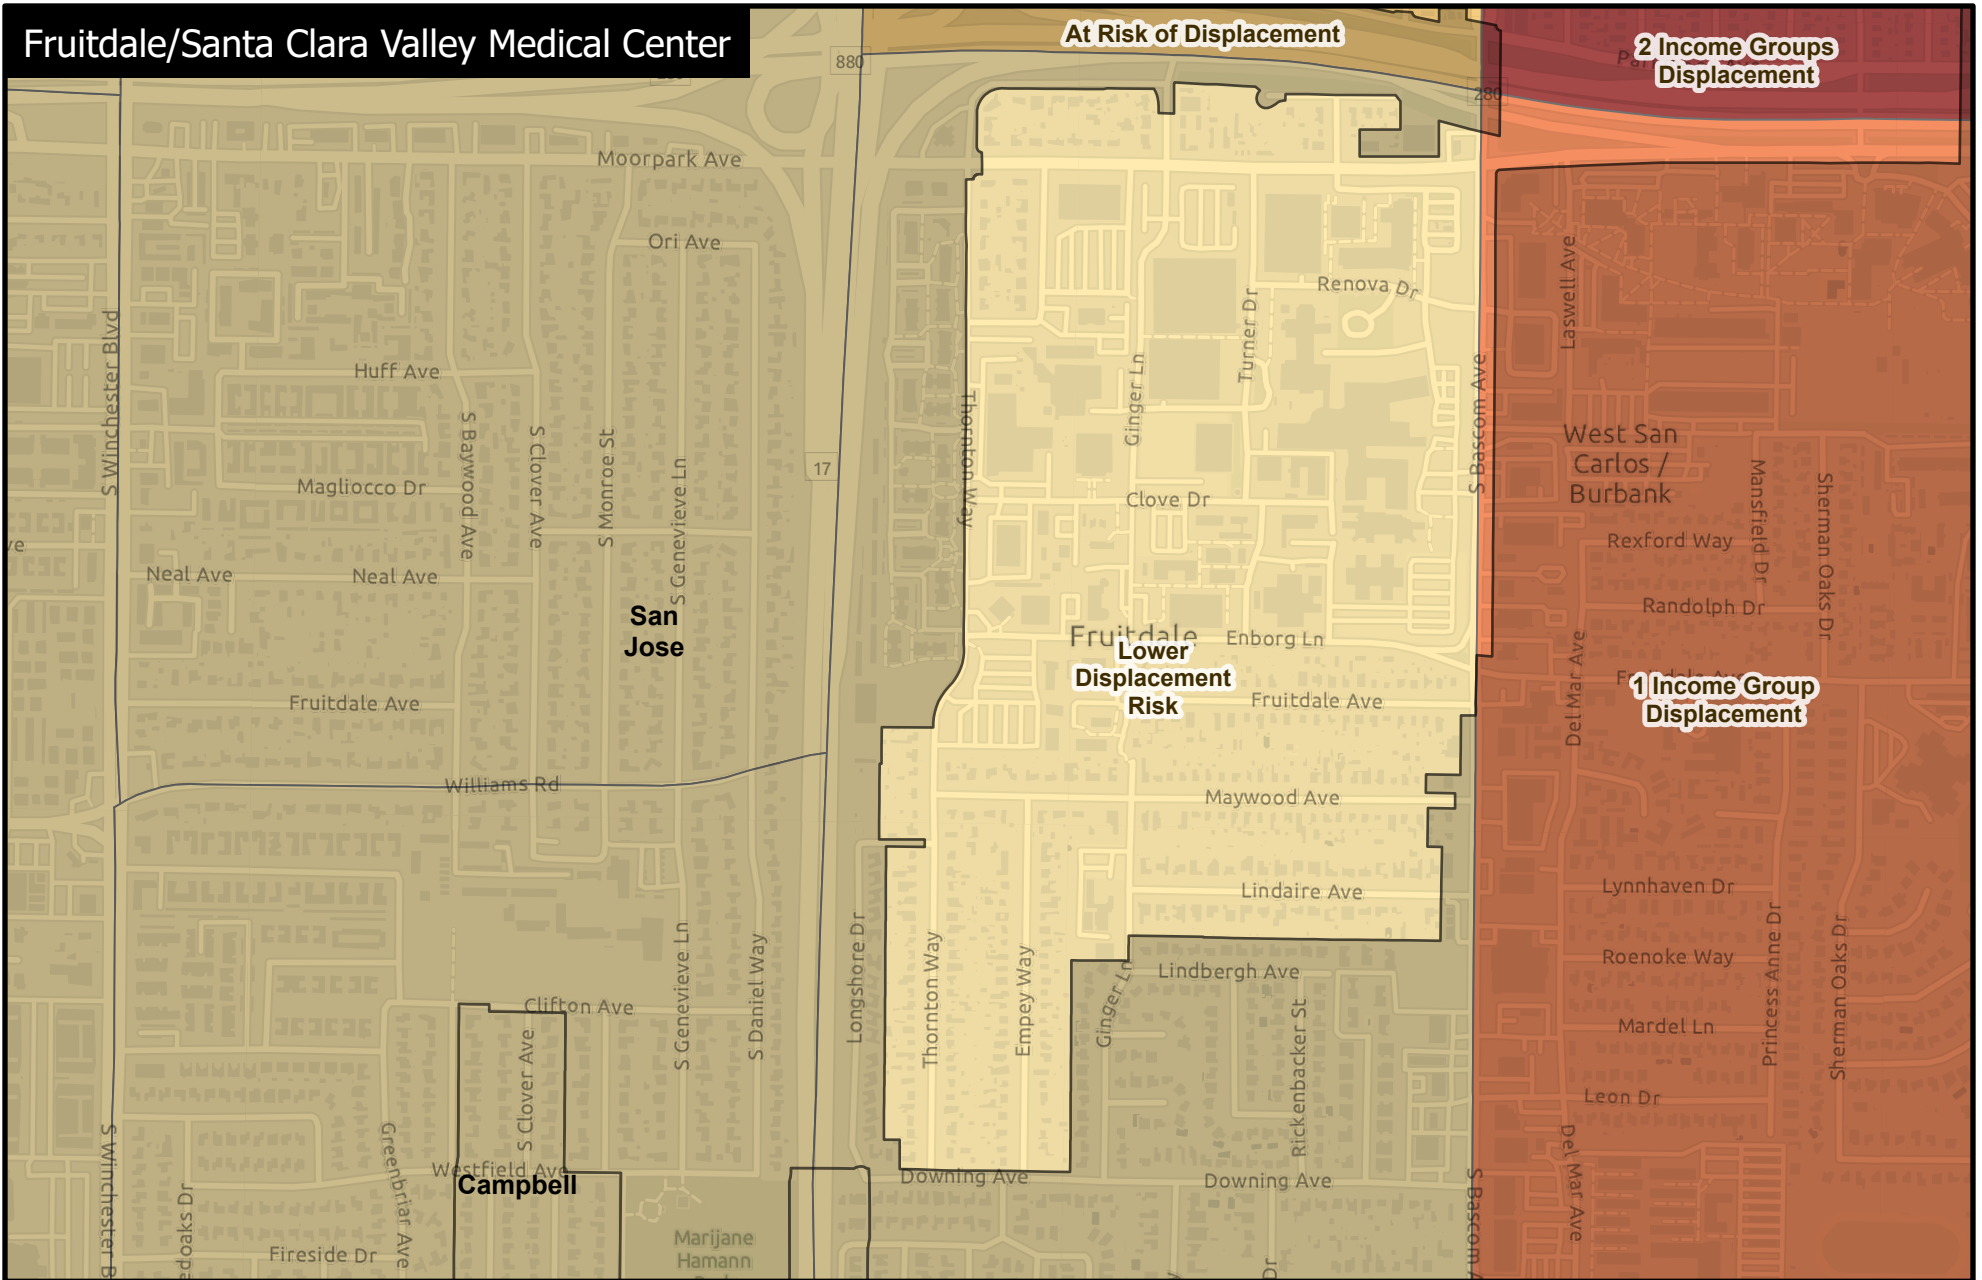 Fruitdale/Santa Clara Valley Medical Center
At Risk of Displacement
2 Income Groups
Displacement
880
280
Moorpark Ave
Ori Ave
Renova Dr
Turner Dr
Laswell Ave
S Winchester Blvd
Huff Ave
Ginger Ln
S Bascom Ave
Thornton Way
S Baywood Ave
S Clover Ave
S Monroe St
S Genevieve Ln
17
West San
Carlos /
Burbank
Magliocco Dr
Clove Dr
Mansfield Dr
Sherman Oaks Dr
Rexford Way
Neal Ave
Neal Ave
Randolph Dr
San
Jose
Fruitdale
Enborg Ln
Lower
Displacement
Risk
Del Mar Ave
1 Income Group
Displacement
Fruitdale Ave
Fruitdale Ave
Williams Rd
Maywood Ave
Lindaire Ave
Lynnhaven Dr
Longshore Dr
S Genevieve Ln
S Daniel Way
Thornton Way
Empey Way
Ginger Ln
Lindbergh Ave
Roenoke Way
Princess Anne Dr
Sherman Oaks Dr
Clifton Ave
S Clover Ave
Rickenbacker St
Mardel Ln
Leon Dr
S Winchester B
Greenbriar Ave
Westfield Ave
Campbell
Downing Ave
Downing Ave
Del Mar Ave
S Bascom A
edoaks Dr
Fireside Dr
Marijane
Hamann
Dr